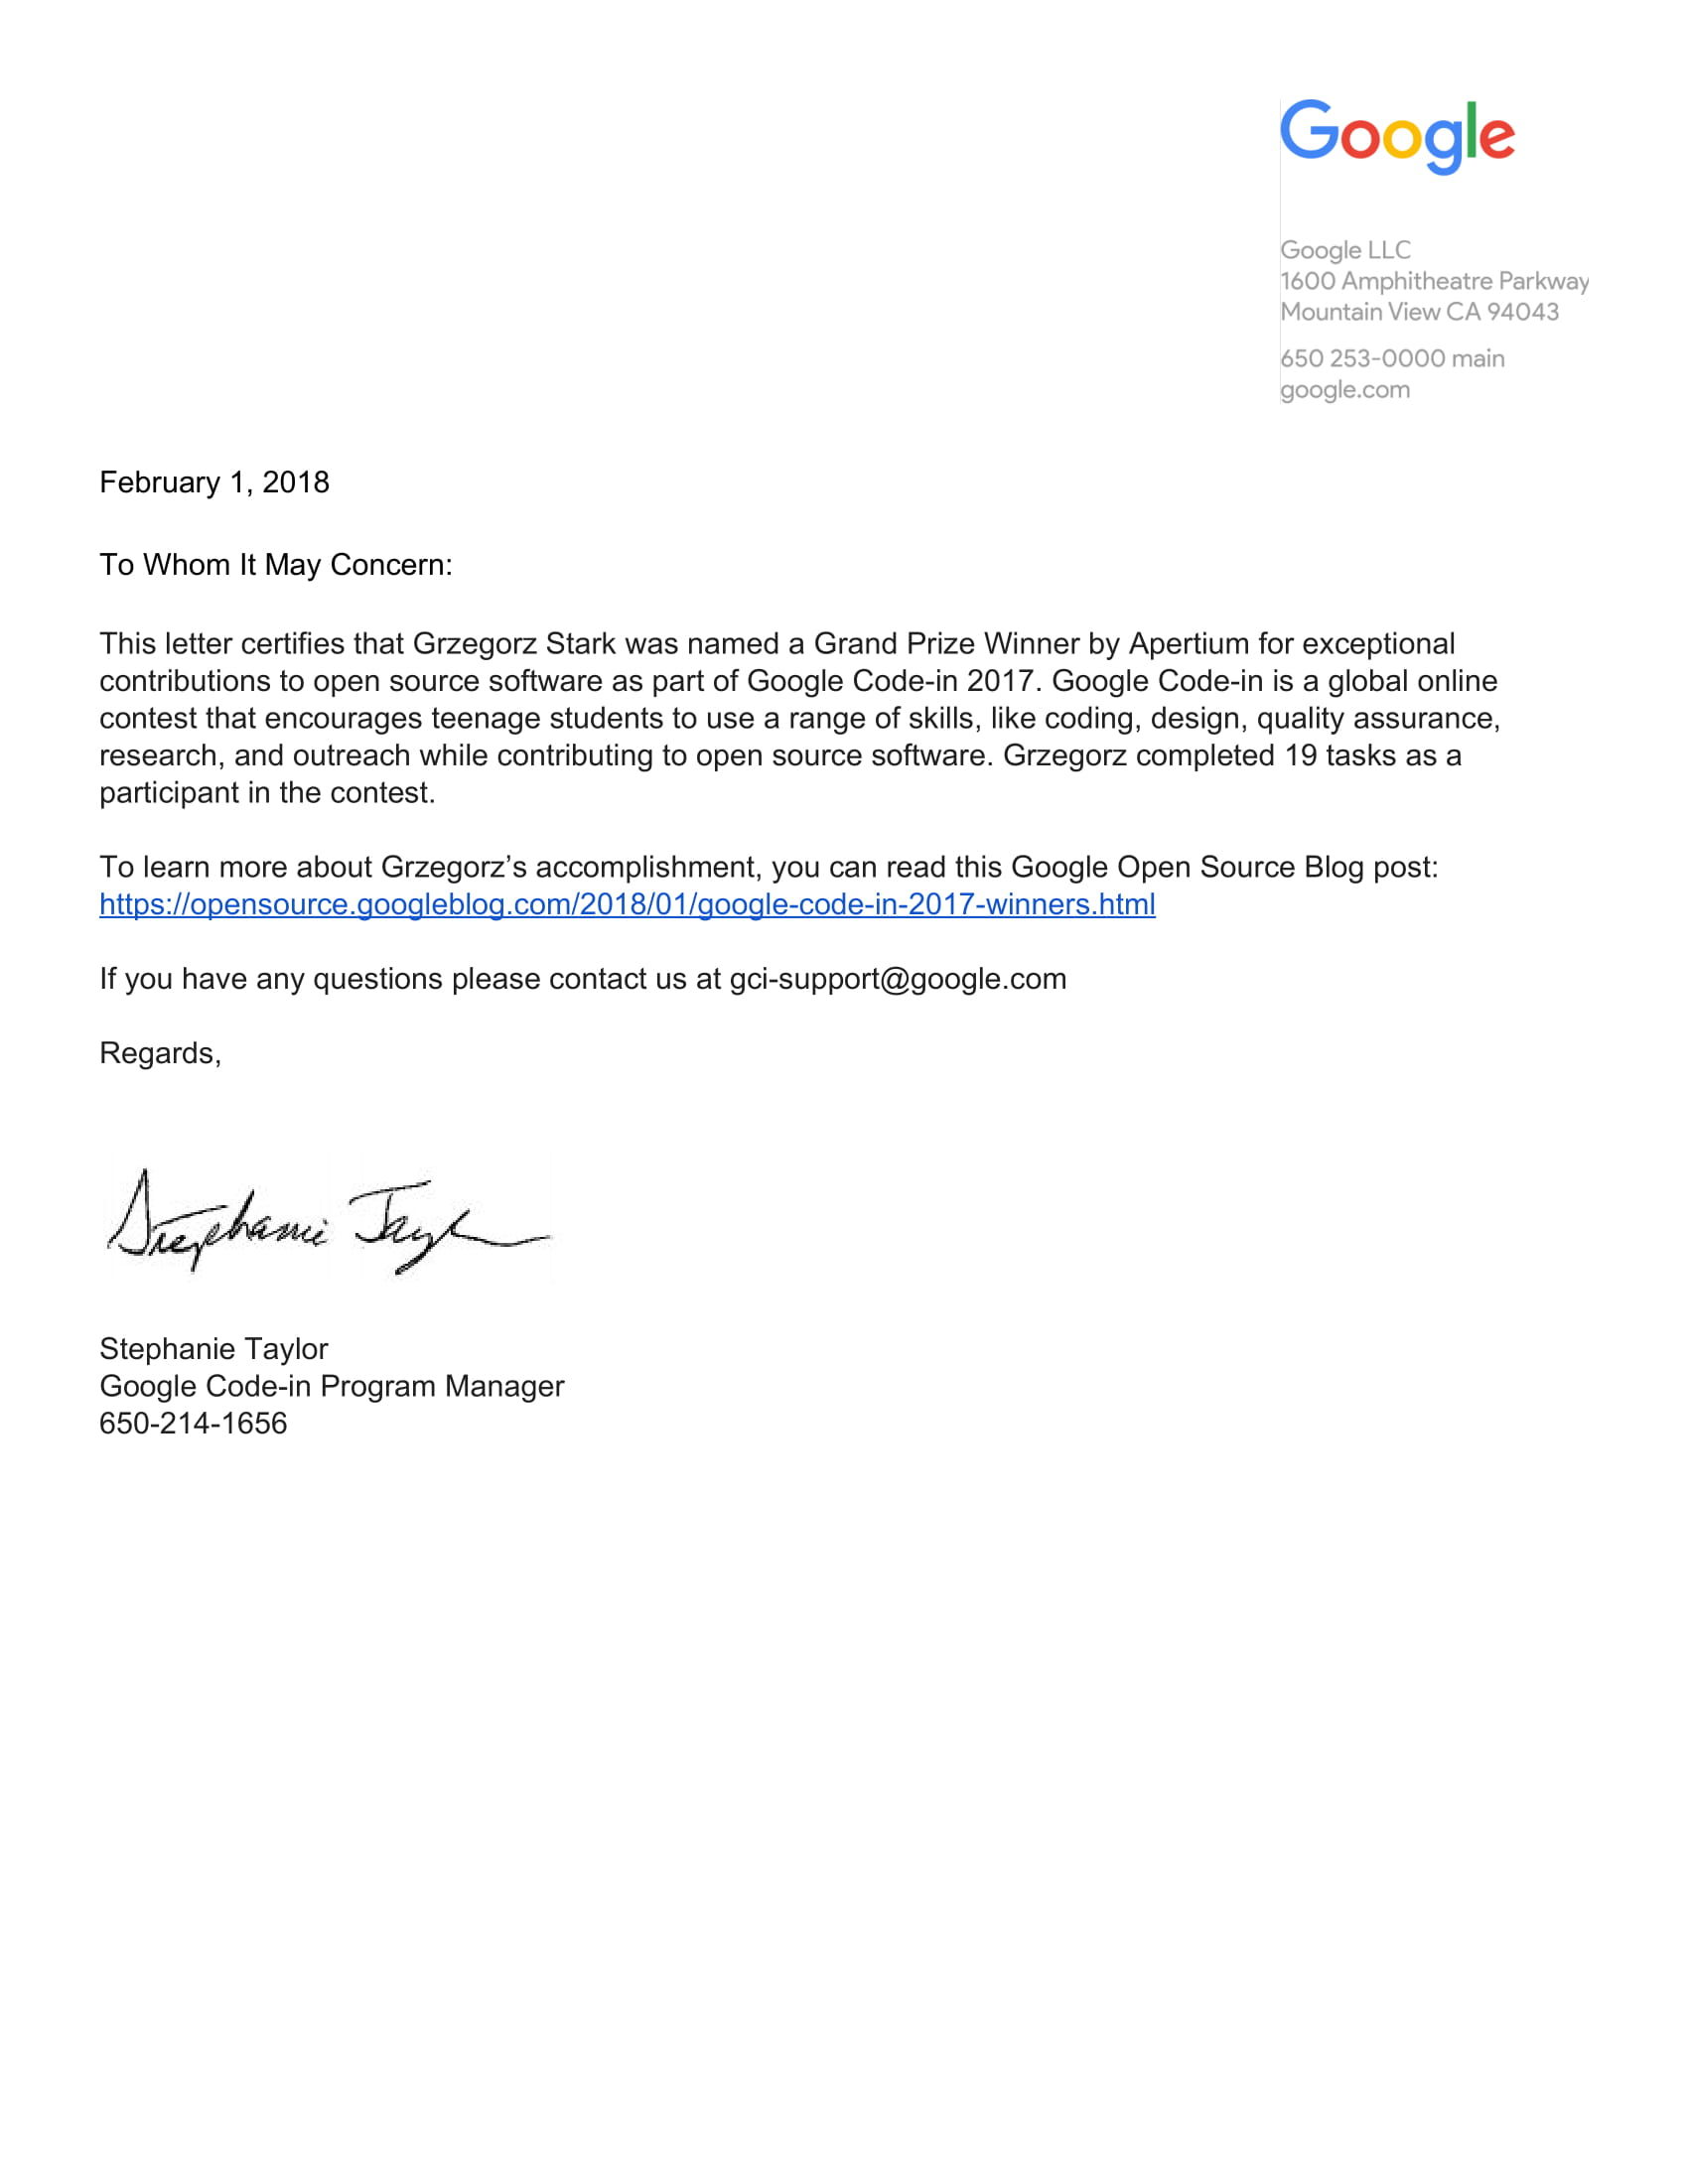 Google
Google LLC
1600 Amphitheatre Parkway
Mountain View CA 94043
650 253-0000 main
google.com
February 1, 2018
To Whom It May Concern:
This letter certifies that Grzegorz Stark was named a Grand Prize Winner by Apertium for exceptional
contributions to open source software as part of Google Code-in 2017. Google Code-in is a global online
contest that encourages teenage students to use a range of skills, like coding, design, quality assurance,
research, and outreach while contributing to open source software. Grzegorz completed 19 tasks as a
participant in the contest.
To learn more about Grzegorz’s accomplishment, you can read this Google Open Source Blog post:
https://opensource.googleblog.com/2018/01/google-code-in-2017-winners.html
If you have any questions please contact us at gci-support@google.com
Regards,
Stephanie Taylor
Stephanie Taylor
Google Code-in Program Manager
650-214-1656